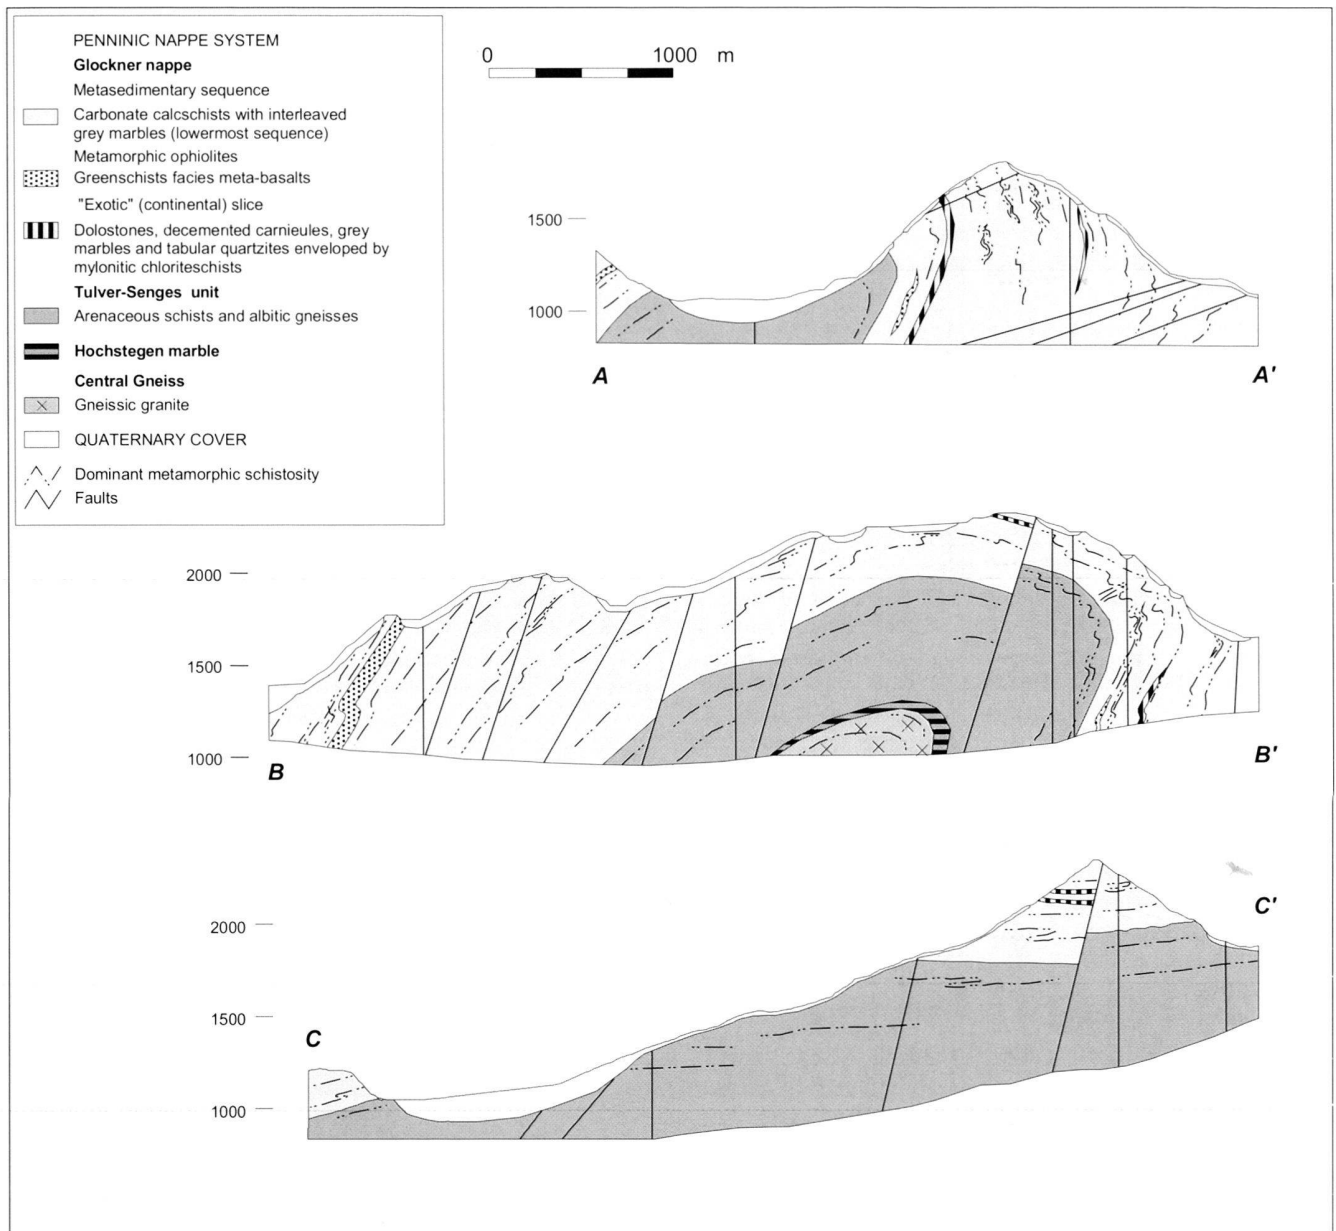 PENNINIC NAPPE SYSTEM
Glockner nappe
Metasedimentary sequence
Carbonate calcschists with interleaved
grey marbles (lowermost sequence)
Metamorphic ophiolites
Greenschists facies meta-basalts
"Exotic" (continental) slice
Dolostones, decemented carnieules, grey
marbles and tabular quartzites enveloped by
mylonitic chloriteschists
Tulver-Senges unit
Arenaceous schists and albitic gneisses
Hochstegen marble
Central Gneiss
Gneissic granite
QUATERNARY COVER
Dominant metamorphic schistosity
Faults
0 1000 m
1500
1000
A A'
2000
1500
1000
B B'
2000
1500
1000
C C'